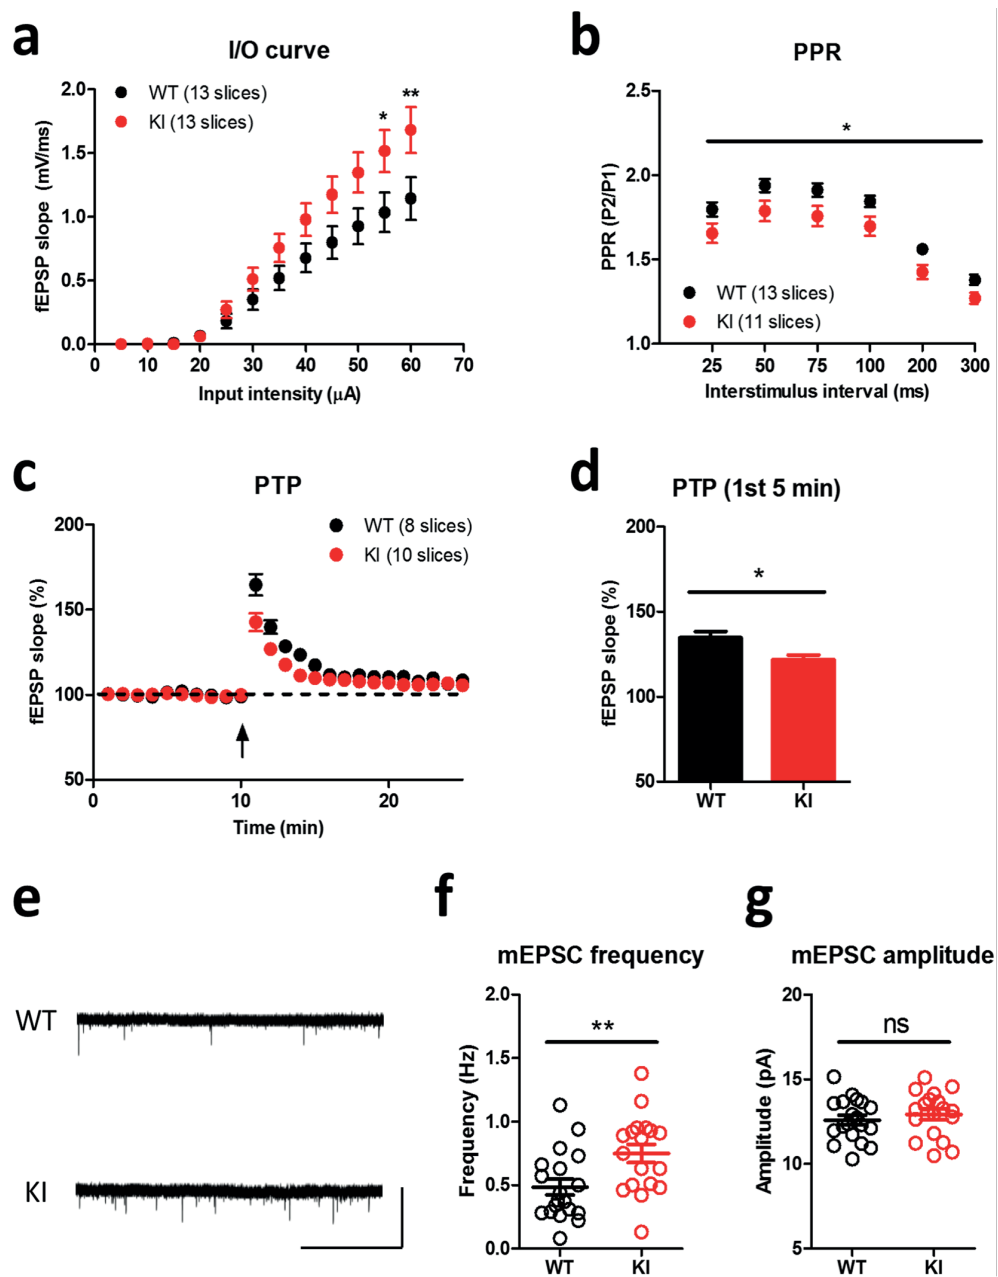 a
I/O curve
WT (13 slices)
KI (13 slices)
*
**
2.0
1.5
1.0
0.5
0.0
fEPSP slope (mV/ms)
0 10 20 30 40 50 60 70
Input intensity (μA)
b
PPR
*
2.5
2.0
1.5
1.0
PPR (P2/P1)
WT (13 slices)
KI (11 slices)
25 50 75 100 200 300
Interstimulus interval (ms)
c
PTP
WT (8 slices)
KI (10 slices)
200
150
100
50
fEPSP slope (%)
0 10 20
Time (min)
d
PTP (1st 5 min)
*
200
150
100
50
fEPSP slope (%)
WT KI
e
WT
KI
f
mEPSC frequency
**
2.0
1.5
1.0
0.5
0.0
Frequency (Hz)
WT KI
g
mEPSC amplitude
ns
20
15
10
5
Amplitude (pA)
WT KI